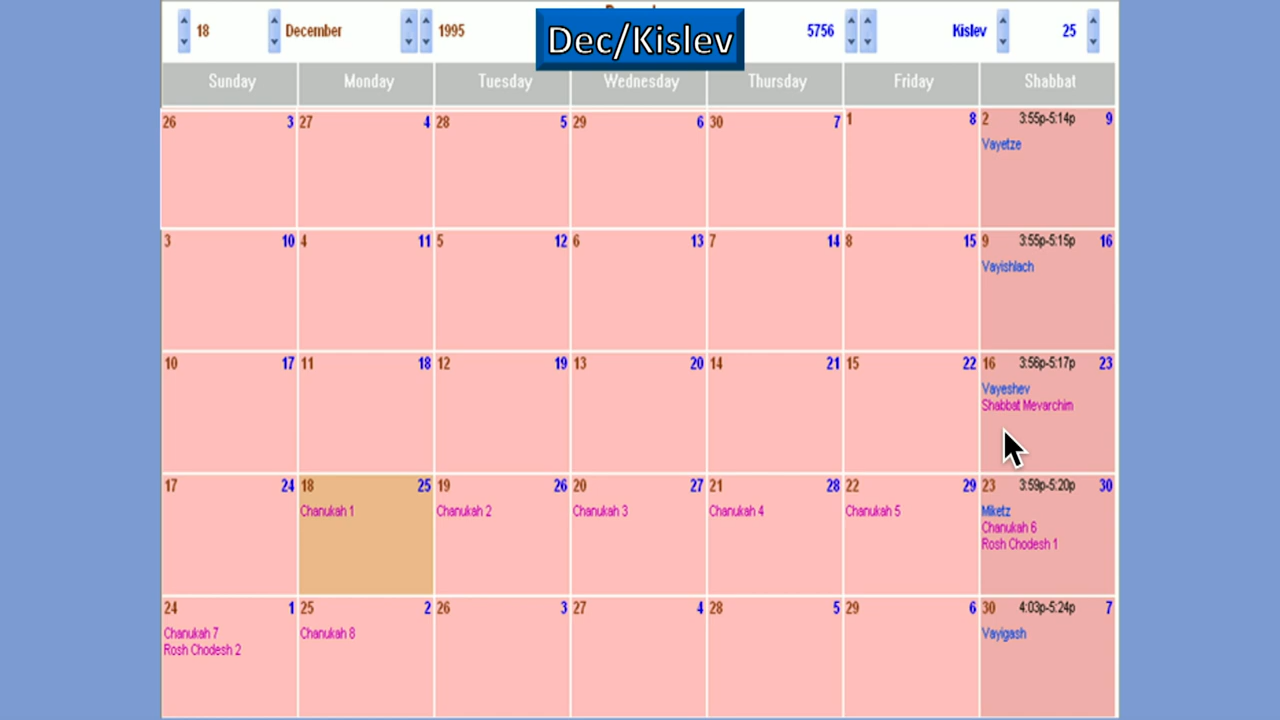 18 December 1995 Dec/Kislev 5756 Kislev 25
Sunday Monday Tuesday Wednesday Thursday Friday Shabbat
26 3 27 4 28 5 29 6 30 7 1 8 2 3:55p-5:14p 9
Vayetze
3 10 4 11 5 12 6 13 7 14 8 15 9 3:55p-5:15p 16
Vayishlach
10 17 11 18 12 19 13 20 14 21 15 22 16 3:56p-5:17p 23
Vayeshev
Shabbat Mevarchim
17 24 18 25 19 26 20 27 21 28 22 29 23 3:59p-5:20p 30
Chanukah 1 Chanukah 2 Chanukah 3 Chanukah 4 Chanukah 5 Miketz
Chanukah 6
Rosh Chodesh 1
24 1 25 2 26 3 27 4 28 5 29 6 30 4:03p-5:24p 7
Chanukah 7 Chanukah 8 Vayigash
Rosh Chodesh 2